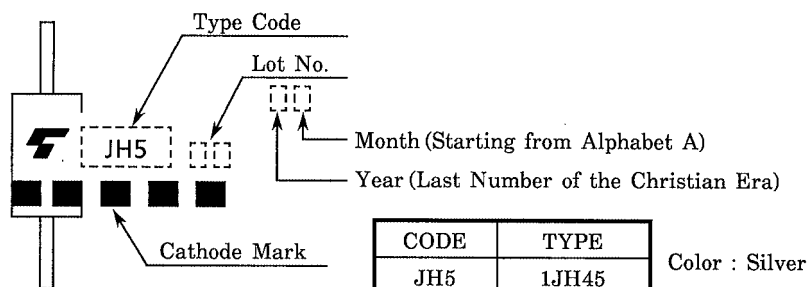 Type Code
Lot No.
JH5
Month (Starting from Alphabet A)
Year (Last Number of the Christian Era)
Cathode Mark
CODE TYPE
JH5 1JH45
Color : Silver